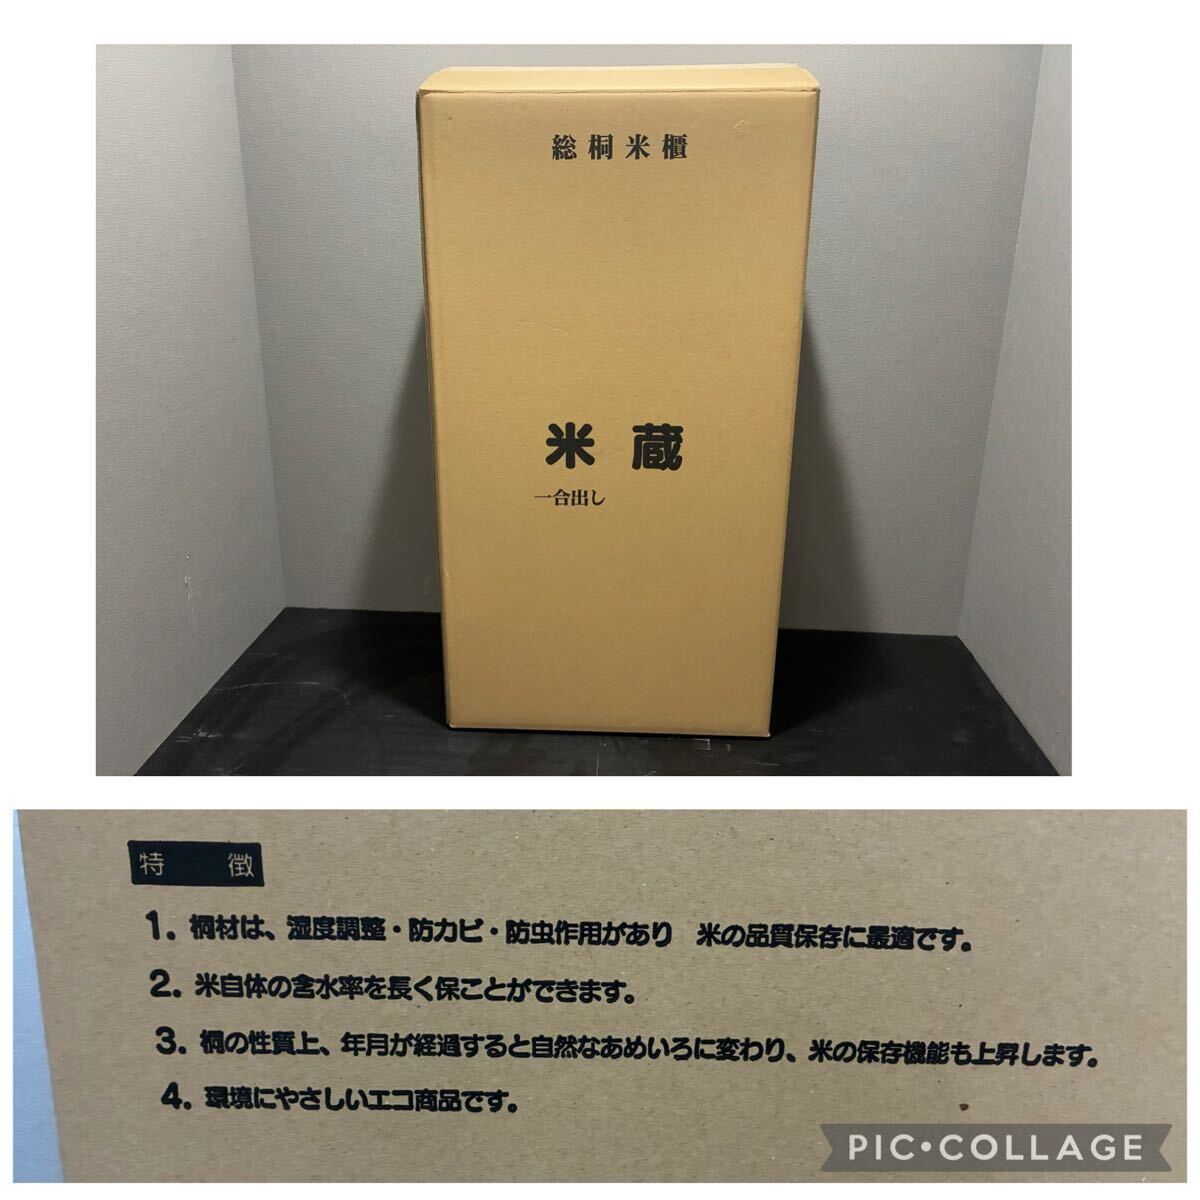 総桐米櫃
米蔵
一合出し
特 徴
1. 桐材は、湿度調整・防カビ・防虫作用があり 米の品質保存に最適です。
2. 米自体の含水率を長く保ことができます。
3. 桐の性質上、年月が経過すると自然なあめいろに変わり、米の保存機能も上昇します。
4. 環境にやさしいエコ商品です。
PIC•COLLAGE